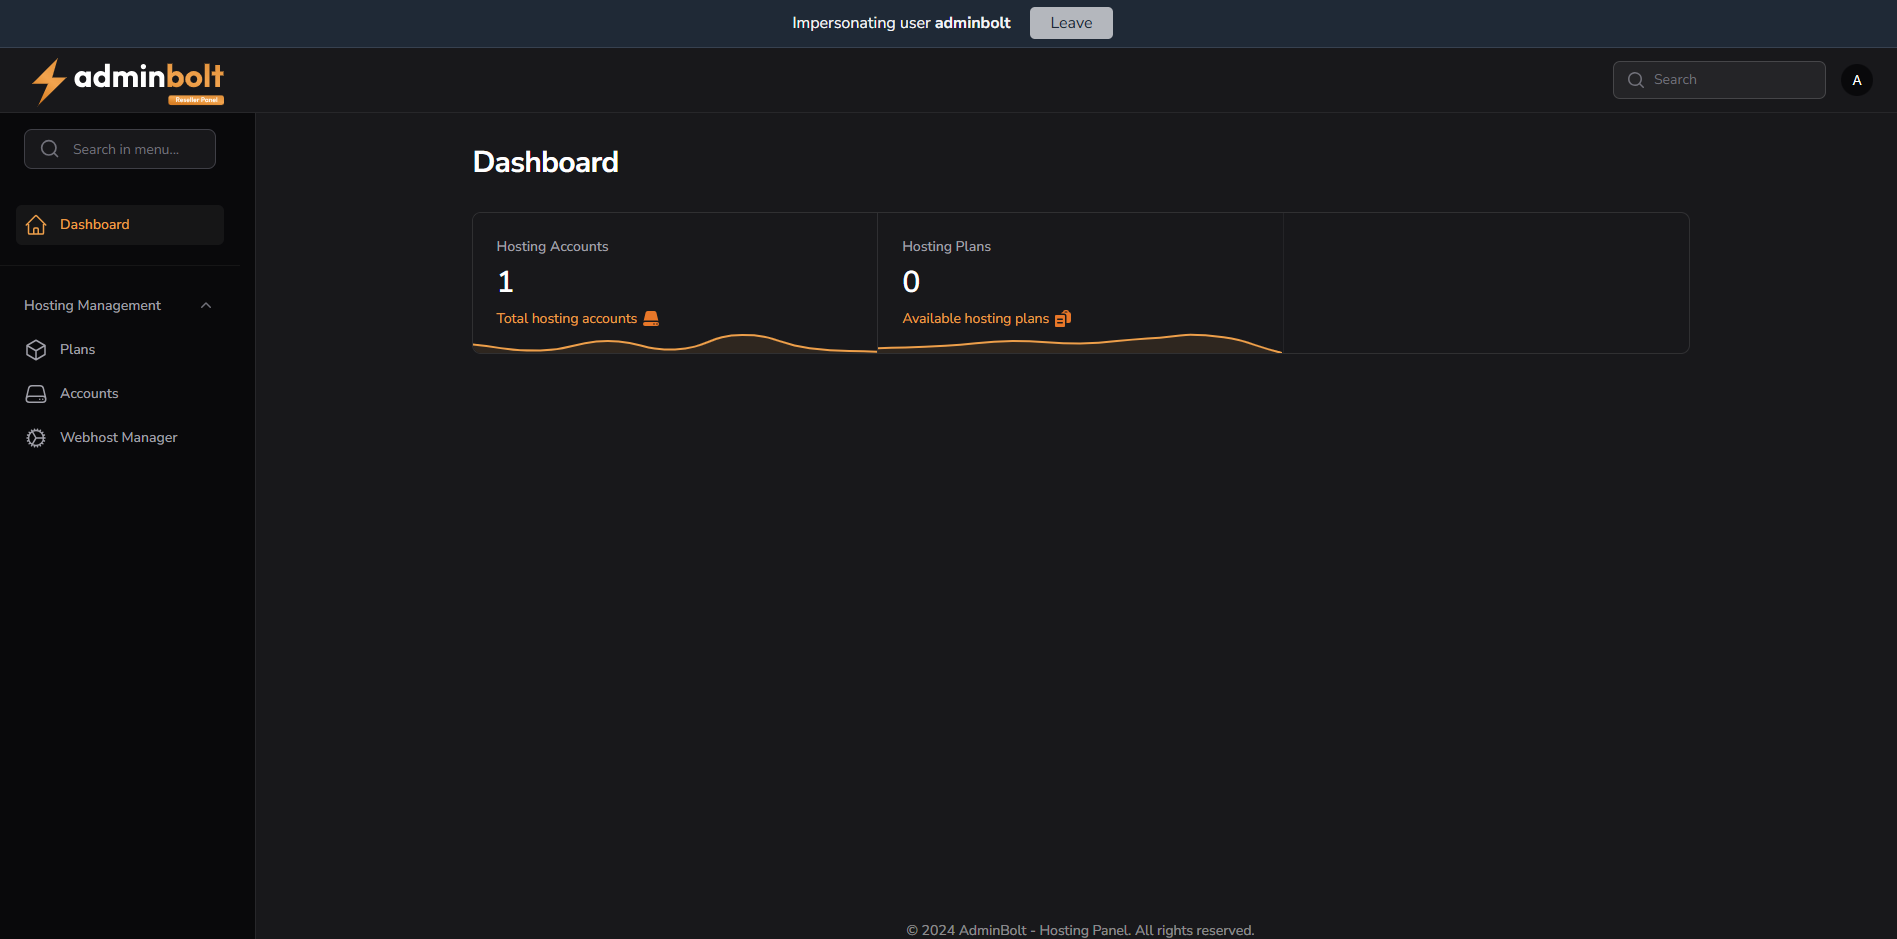 Impersonating user adminbolt Leave
adminbolt
Reseller Panel
Search
A
Search in menu...
Dashboard
Hosting Management
Plans
Accounts
Webhost Manager
Dashboard
Hosting Accounts
1
Total hosting accounts
Hosting Plans
0
Available hosting plans
© 2024 AdminBolt - Hosting Panel. All rights reserved.